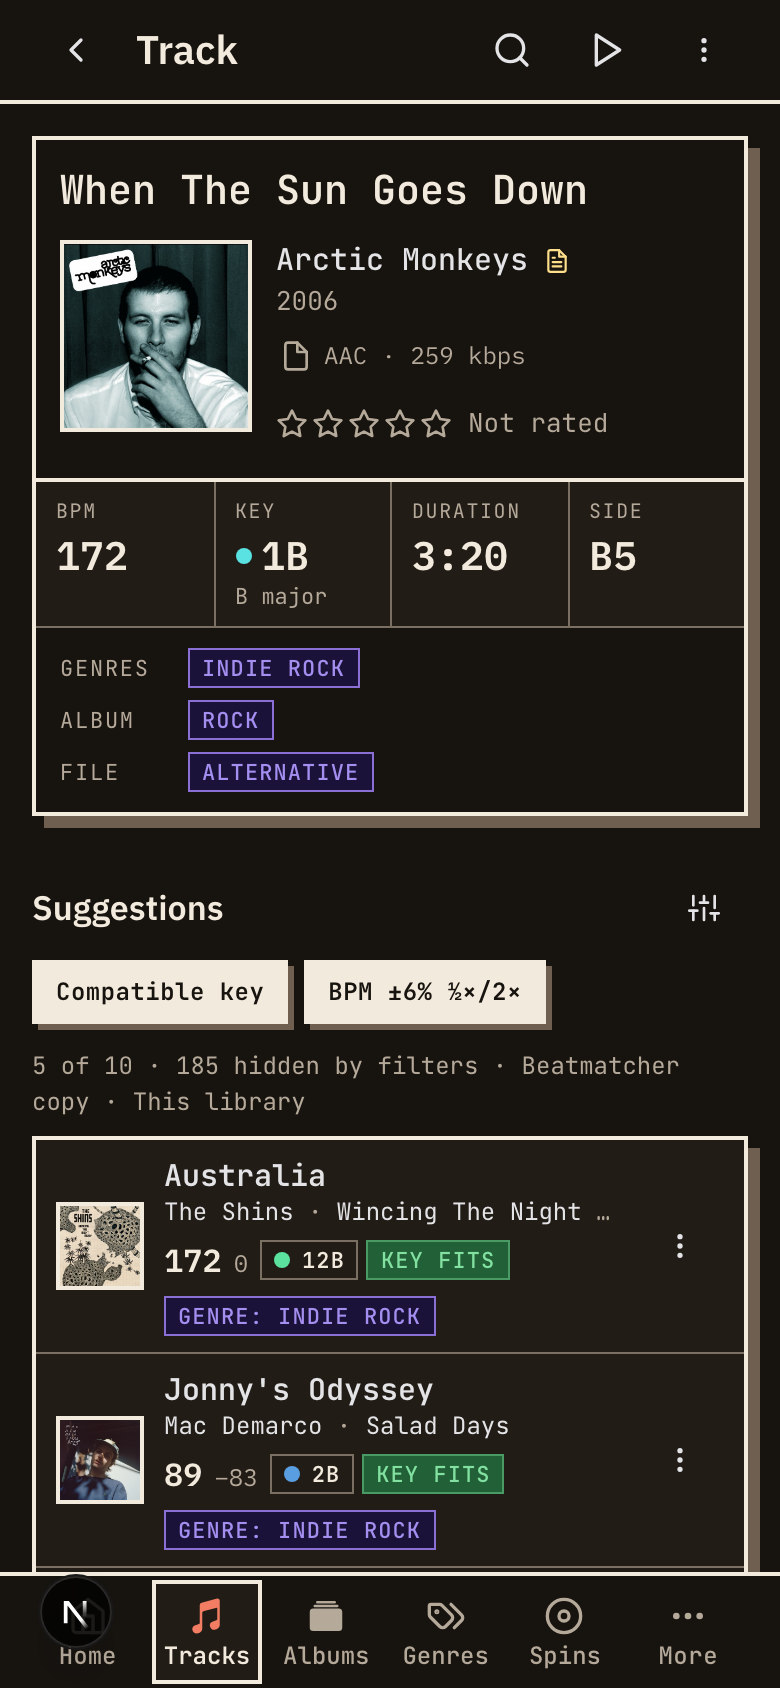 Track
When The Sun Goes Down
arctic
monkeys
Arctic Monkeys
2006
AAC · 259 kbps
Not rated
BPM
172
KEY
1B
B major
DURATION
3:20
SIDE
B5
GENRES
INDIE ROCK
ALBUM
ROCK
FILE
ALTERNATIVE
Suggestions
Compatible key
BPM ±6% ½×/2×
5 of 10 · 185 hidden by filters · Beatmatcher
copy · This library
Australia
THE
SHINS
The Shins · Wincing The Night …
172 0 12B KEY FITS
GENRE: INDIE ROCK
Jonny's Odyssey
Mac Demarco · Salad Days
89 −83 2B KEY FITS
GENRE: INDIE ROCK
N
Home
Tracks
Albums
Genres
Spins
More